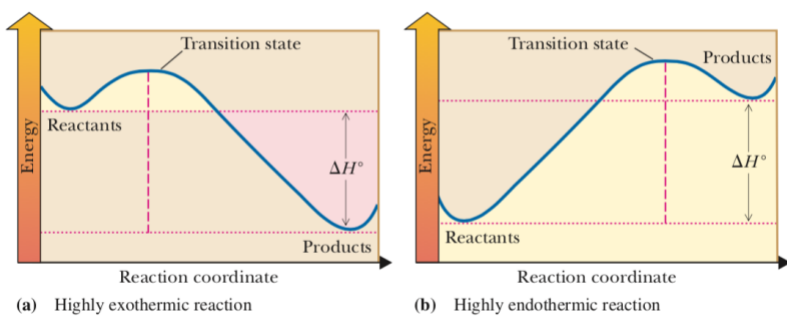 Transition state
Energy
Reactants
ΔH°
Products
Reaction coordinate
(a) Highly exothermic reaction
Transition state
Products
Energy
ΔH°
Reactants
Reaction coordinate
(b) Highly endothermic reaction